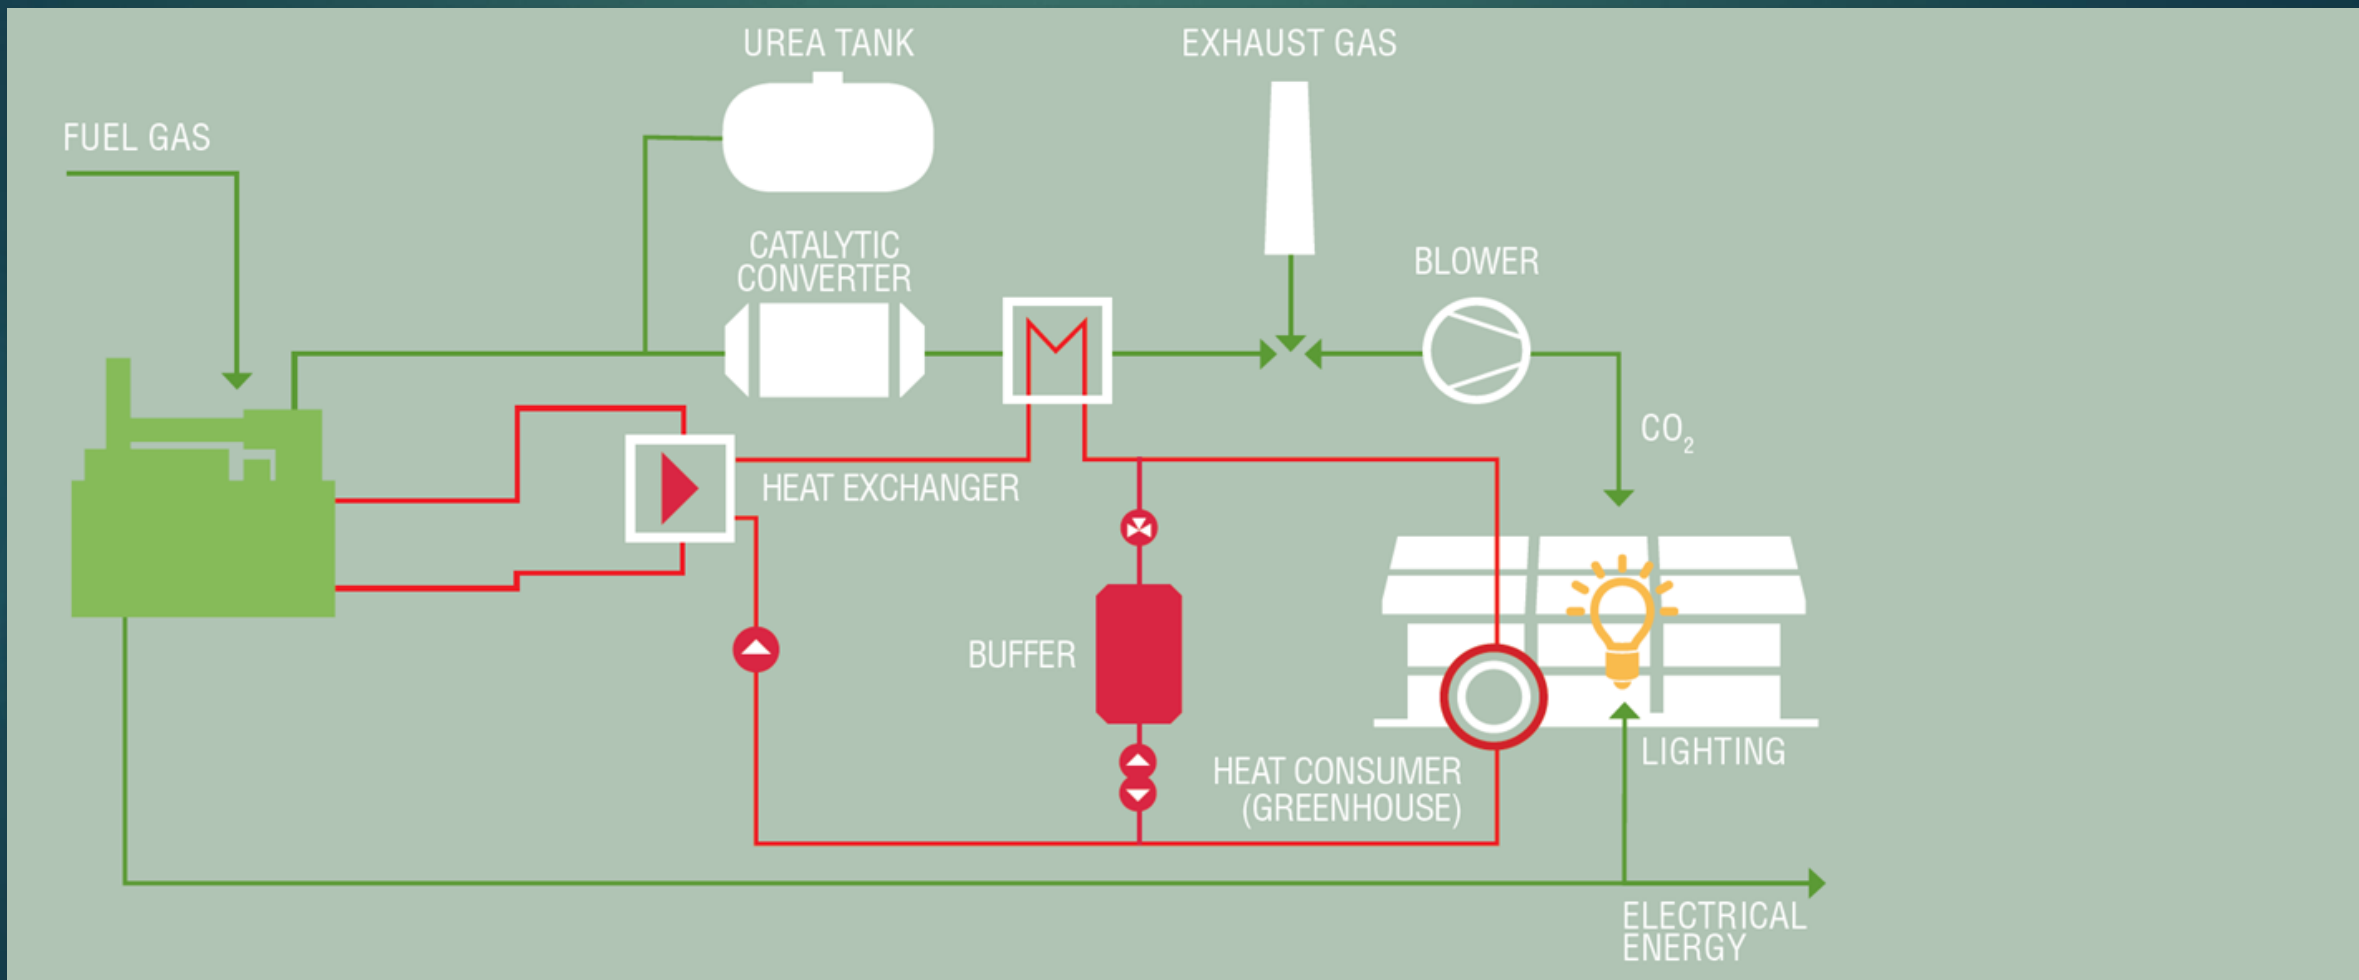 UREA TANK
EXHAUST GAS
FUEL GAS
CATALYTIC
CONVERTER
BLOWER
CO₂
HEAT EXCHANGER
BUFFER
HEAT CONSUMER
(GREENHOUSE)
LIGHTING
ELECTRICAL
ENERGY